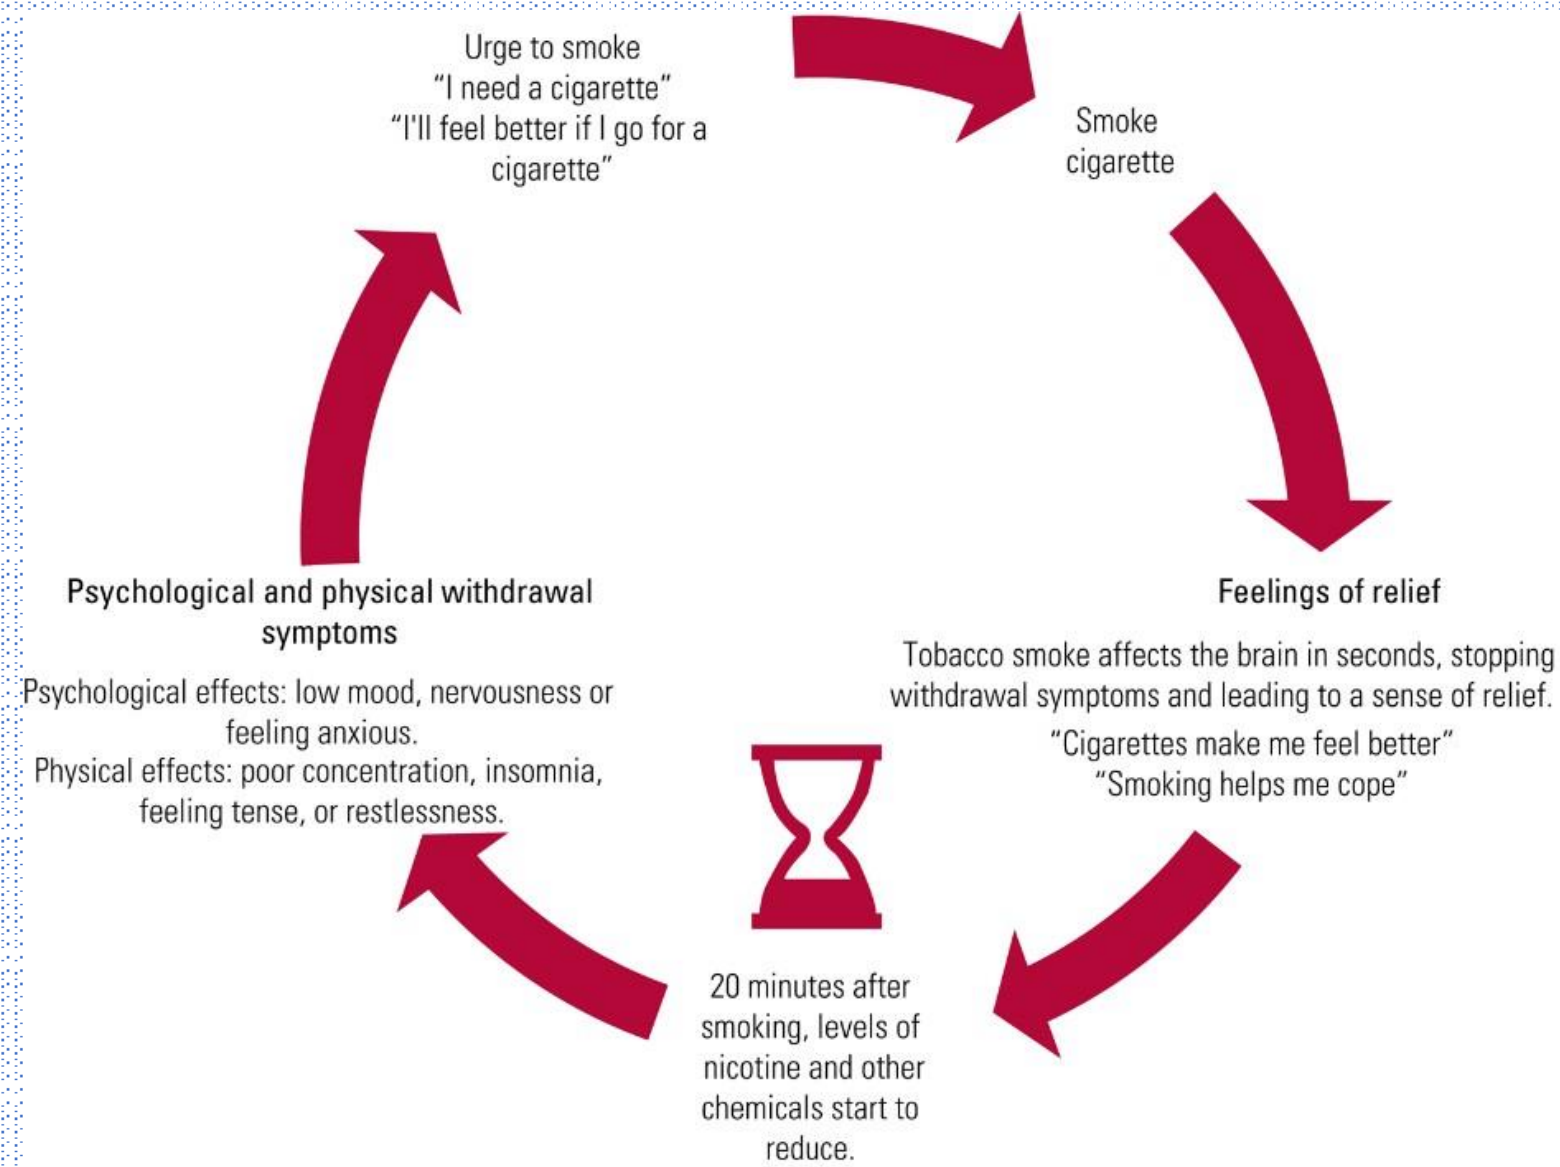 Urge to smoke
“I need a cigarette”
“I'll feel better if I go for a
cigarette”
Smoke
cigarette
Feelings of relief
Tobacco smoke affects the brain in seconds, stopping
withdrawal symptoms and leading to a sense of relief.
“Cigarettes make me feel better”
“Smoking helps me cope”
20 minutes after
smoking, levels of
nicotine and other
chemicals start to
reduce.
Psychological and physical withdrawal
symptoms
Psychological effects: low mood, nervousness or
feeling anxious.
Physical effects: poor concentration, insomnia,
feeling tense, or restlessness.